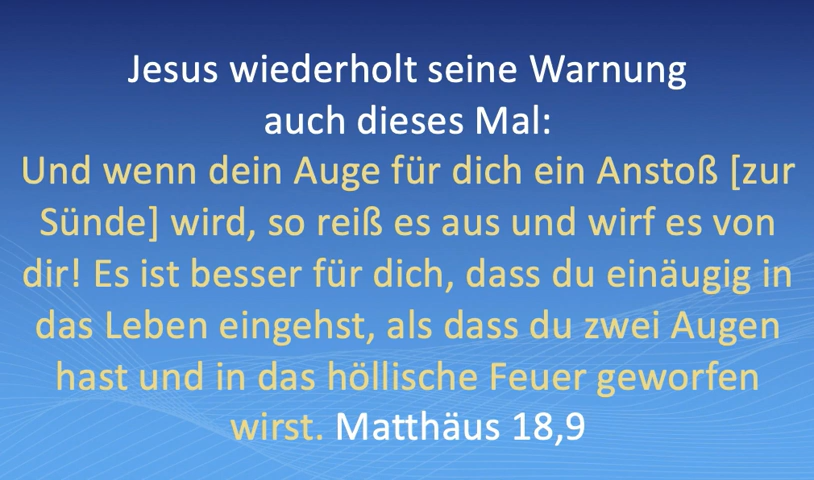 Jesus wiederholt seine Warnung
auch dieses Mal:
Und wenn dein Auge für dich ein Anstoß [zur
Sünde] wird, so reiß es aus und wirf es von
dir! Es ist besser für dich, dass du einäugig in
das Leben eingehst, als dass du zwei Augen
hast und in das höllische Feuer geworfen
wirst. Matthäus 18,9